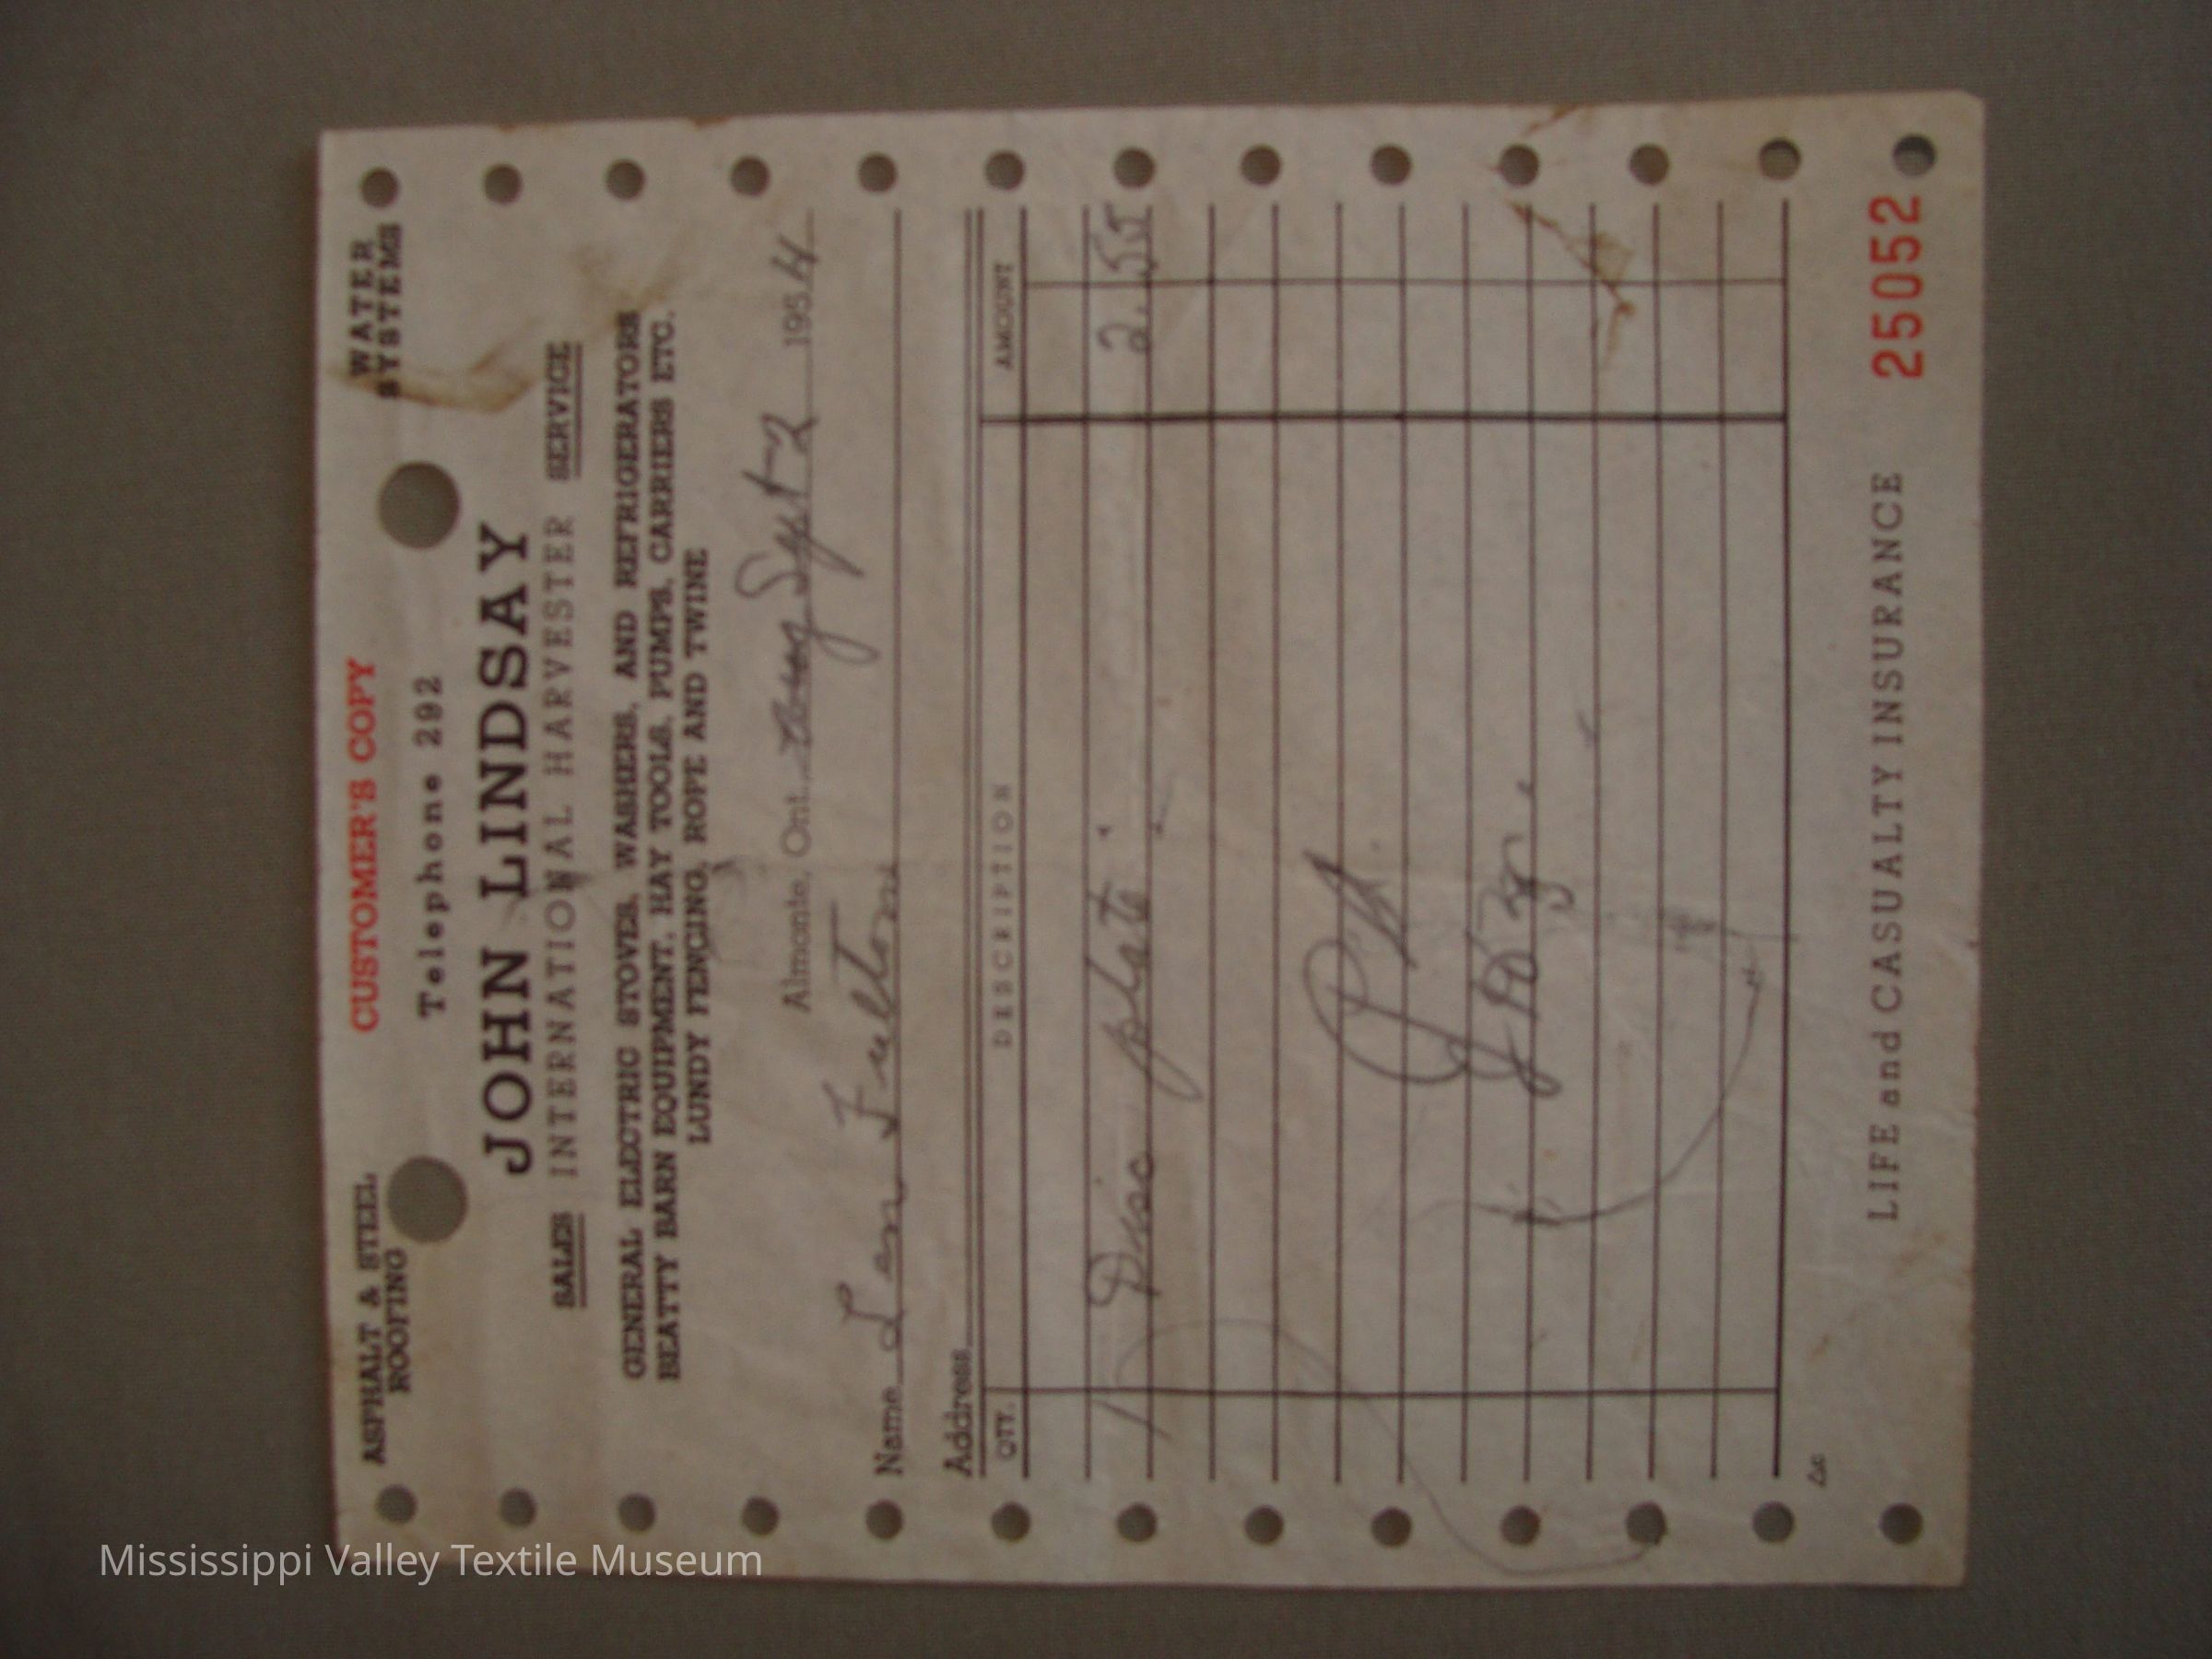 CUSTOMER'S COPY
ASPHALT & STEEL ROOFING
Telephone 292
WATER SYSTEMS
JOHN LINDSAY
SALES INTERNATIONAL HARVESTER SERVICE
GENERAL ELECTRIC STOVES, WASHERS, AND REFRIGERATORS
BEATTY BARN EQUIPMENT, HAY TOOLS, PUMPS, CARRIERS ETC.
LUNDY FENCING, ROPE AND TWINE
Almonte, Ont. Sept 2 1954
Name Len Fulton
Address
QTY. DESCRIPTION AMOUNT
1 Disc plate 2.55
LIFE and CASUALTY INSURANCE 25052
Mississippi Valley Textile Museum